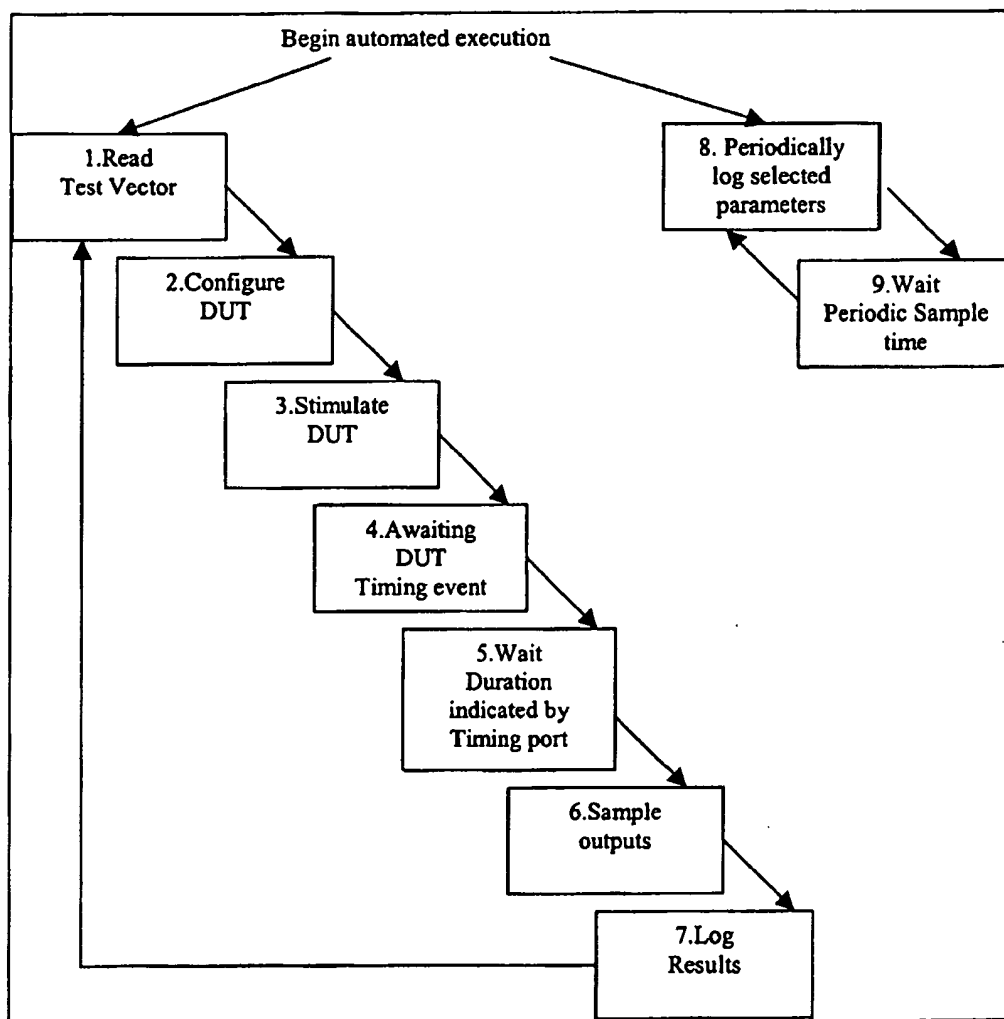 Begin automated execution
1.Read
Test Vector
2.Configure
DUT
3.Stimulate
DUT
4.Awaiting
DUT
Timing event
5.Wait
Duration
indicated by
Timing port
6.Sample
outputs
7.Log
Results
8. Periodically
log selected
parameters
9.Wait
Periodic Sample
time